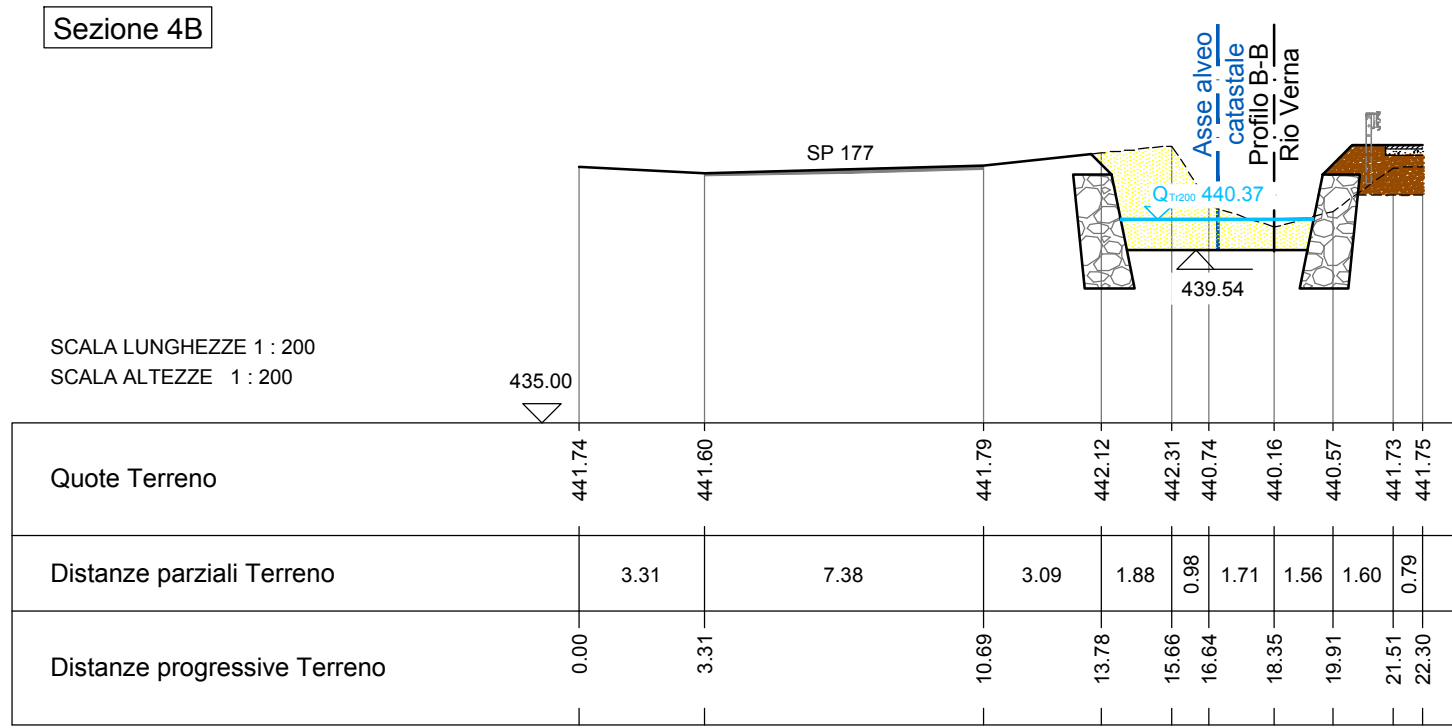 Sezione 4B
Asse alveo
catastale
Profilo B-B
Rio Verna
SP 177
QTr200 440.37
439.54
SCALA LUNGHEZZE 1 : 200
SCALA ALTEZZE 1 : 200
435.00
Quote Terreno 441.74 441.60 441.79 442.12 442.31 440.74 440.16 440.57 441.73 441.75
Distanze parziali Terreno 3.31 7.38 3.09 1.88 0.98 1.71 1.56 1.60 0.79
Distanze progressive Terreno 0.00 3.31 10.69 13.78 15.66 16.64 18.35 19.91 21.51 22.30